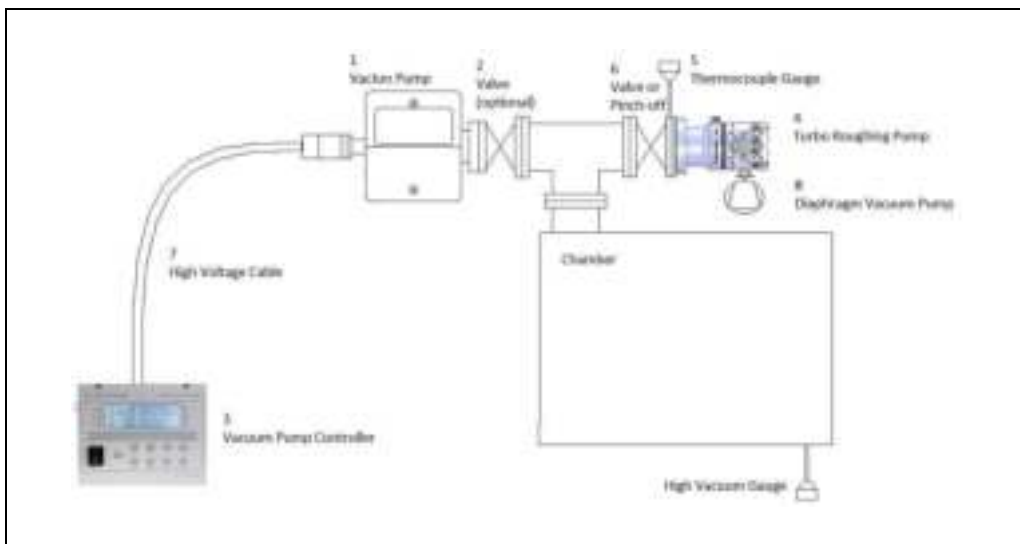 1
VacIon Pump
2
Valve
(optional)
6
Valve or
Pinch-off
5
Thermocouple Gauge
4
Turbo Roughing Pump
8
Diaphragm Vacuum Pump
7
High Voltage Cable
Chamber
3
Vacuum Pump Controller
High Vacuum Gauge